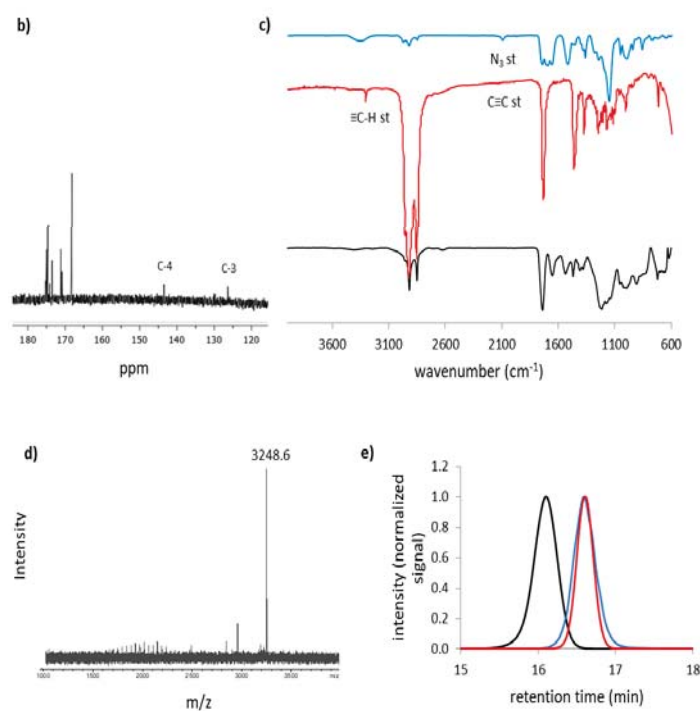 b)
C-4
C-3
180 170 160 150 140 130 120
ppm
c)
N3 st
≡C-H st
C≡C st
3600 3100 2600 2100 1600 1100 600
wavenumber (cm-1)
d)
3248.6
Intensity
1000 1500 2000 2500 3000 3500
m/z
e)
intensity (normalized
signal)
1.2
1.0
0.8
0.6
0.4
0.2
0.0
15 16 17 18
retention time (min)